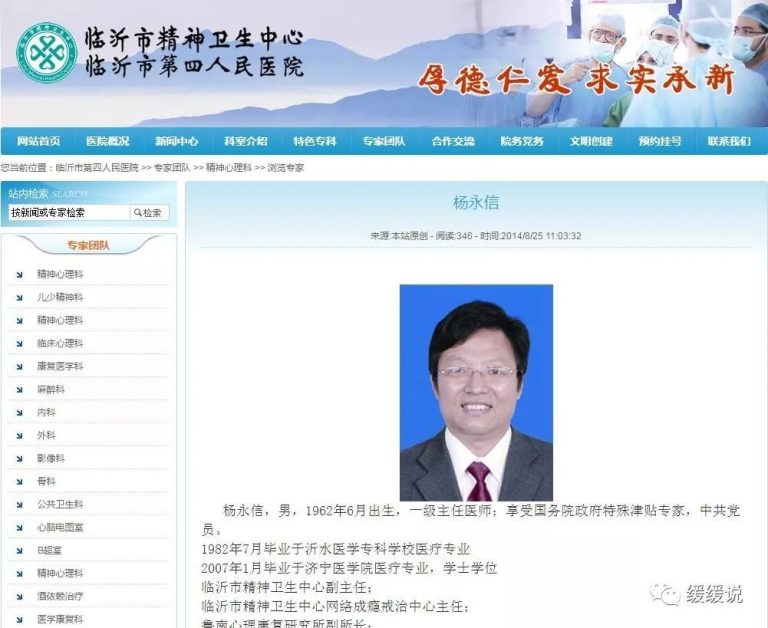 临沂市精神卫生中心
临沂市第四人民医院
厚德仁爱 求实承新
网站首页 医院概况 新闻中心 科室介绍 特色专科 专家团队 合作交流 院务党务 文明创建 预约挂号 联系我们
您当前位置：临沂市第四人民医院 >> 专家团队 >> 精神心理科 >> 浏览专家
站内检索 SEARCH
按新闻或专家检索 检索
专家团队
精神心理科
儿少精神科
精神心理科
临床心理科
康复医学科
麻醉科
内科
外科
影像科
骨科
公共卫生科
心脑电图室
B超室
精神心理科
酒依赖治疗
医学康复科
杨永信
来源:本站原创 - 阅读:346 - 时间:2014/8/25 11:03:32
杨永信，男，1962年6月出生，一级主任医师；享受国务院政府特殊津贴专家，中共党
员。
1982年7月毕业于沂水医学专科学校医疗专业
2007年1月毕业于济宁医学院医疗专业，学士学位
临沂市精神卫生中心副主任；
临沂市精神卫生中心网络成瘾戒治中心主任；
鲁南心理康复研究所副所长；
缓缓说